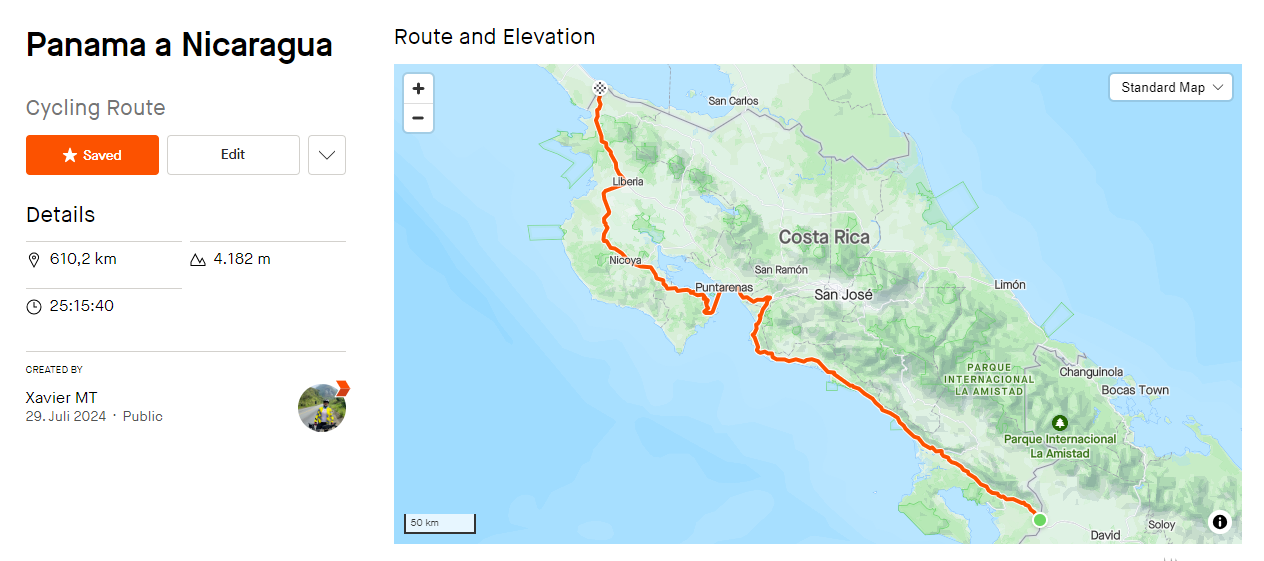 Panama a Nicaragua
Cycling Route
Saved
Edit
Details
610,2 km
4.182 m
25:15:40
CREATED BY
Xavier MT
29. Juli 2024 · Public
Route and Elevation
+
−
Standard Map
San Carlos
Liberia
Costa Rica
Nicoya
San Ramón
Puntarenas
San José
Limón
PARQUE
INTERNACIONAL
LA AMISTAD
Changuinola
Bocas Town
Parque Internacional
La Amistad
50 km
Soloy
David